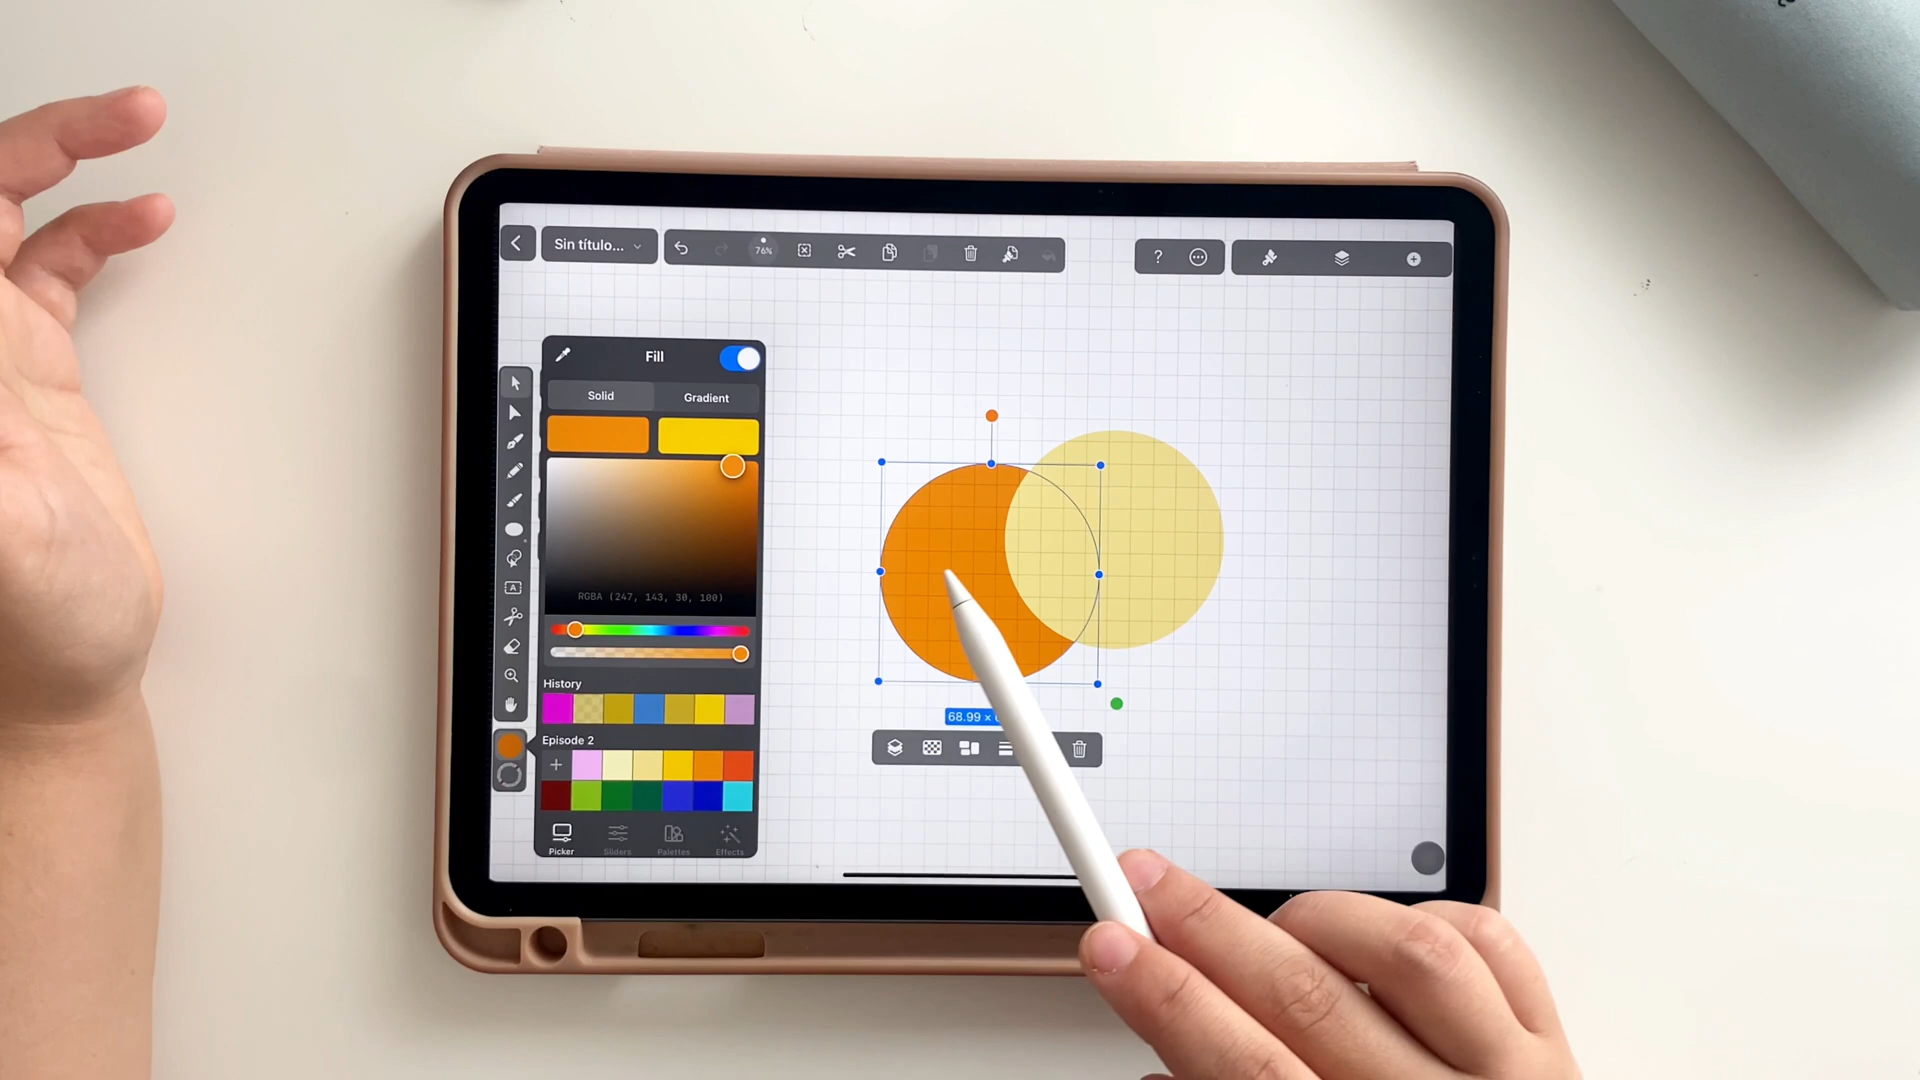 Sin título...
76%
?
Fill
Solid
Gradient
RGBA (247, 143, 30, 100)
History
Episode 2
Picker
Sliders
Palettes
Effects
68.99 ×